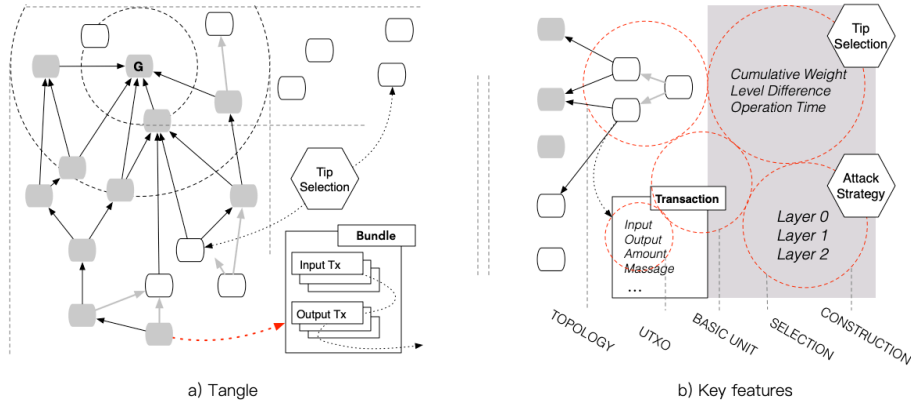 G
Tip
Selection
Bundle
Input Tx
Output Tx
a) Tangle
Tip
Selection
Cumulative Weight
Level Difference
Operation Time
Attack
Strategy
Layer 0
Layer 1
Layer 2
Transaction
Input
Output
Amount
Massage
...
TOPOLOGY
UTXO
BASIC UNIT
SELECTION
CONSTRUCTION
b) Key features